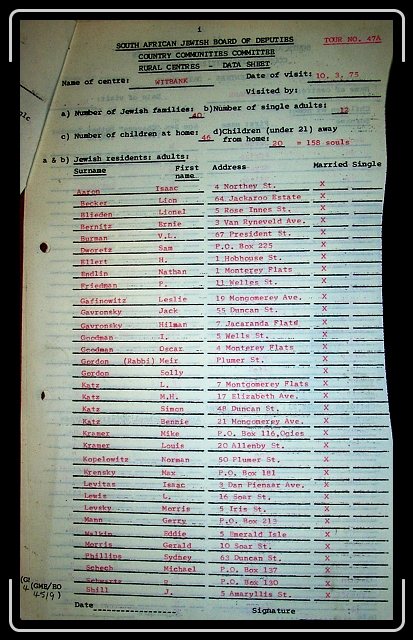 i
SOUTH AFRICAN JEWISH BOARD OF DEPUTIES TOUR NO. 47A
COUNTRY COMMUNITIES COMMITTEE
RURAL CENTRES - DATA SHEET
Name of centre: WITBANK Date of visit: 10. 3. 75
Visited by:
a) Number of Jewish families: 40 b) Number of single adults: 12
c) Number of children at home: 46 d) Children (under 21) away from home: 20 = 158 souls
a & b) Jewish residents: adults:
Surname First name Address Married Single
Aaron Isaac 4 Northey St. X
Becker Lion 64 Jackaroo Estate X
Blieden Lionel 5 Rose Innes St. X
Bernitz Ernie 3 Van Ryneveld Ave. X
Burman V.L. 67 President St. X
Dworetz Sam P.O. Box 225 X
Ellert H. 1 Hobhouse St. X
Endlin Nathan 1 Monterey Flats X
Friedman P. 11 Welles St. X
Gafinowitz Leslie 19 Mongomerey Ave. X
Gavronsky Jack 55 Duncan St. X
Gavronsky Hilman 7 Jacaranda Flats X
Goodman I. 5 Wells St. X
Goodman Oscar 4 Monterey Flats X
Gordon (Rabbi) Meir Plumer St. X
Gordon Solly X
Katz L. 7 Montgomerey Flats X
Katz M.H. 17 Elizabeth Ave. X
Katz Simon 48 Duncan St. X
Katz Bennie 21 Mongomerey Ave. X
Kramer Mike P.O. Box 116,Ogies X
Kramer Louis 20 Allenby St. X
Kopelowitz Norman 50 Plumer St. X
Krensky Max P.O. Box 181 X
Levitas Isaac 3 Dan Pienaar Ave. X
Lewis L. 16 Soar St. X
Levsky Morris 5 Iris St. X
Mann Gerry P.O. Box 213 X
Malkin Eddie 5 Emerald Isle X
Morris Gerald 10 Soar St. X
Phillips Sydney 63 Duncan St. X
Schech Michael P.O. Box 137 X
Schwartz P.O. Box 130 X
Shill J. 5 Amaryllis St. X
Date Signature